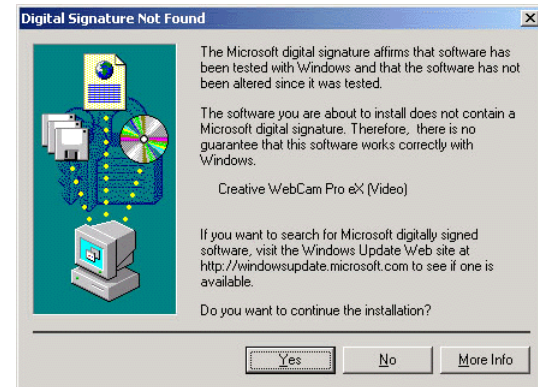 Digital Signature Not Found
The Microsoft digital signature affirms that software has
been tested with Windows and that the software has not
been altered since it was tested.
The software you are about to install does not contain a
Microsoft digital signature. Therefore, there is no
guarantee that this software works correctly with
Windows.
Creative WebCam Pro eX (Video)
If you want to search for Microsoft digitally signed
software, visit the Windows Update Web site at
http://windowsupdate.microsoft.com to see if one is
available.
Do you want to continue the installation?
Yes No More Info